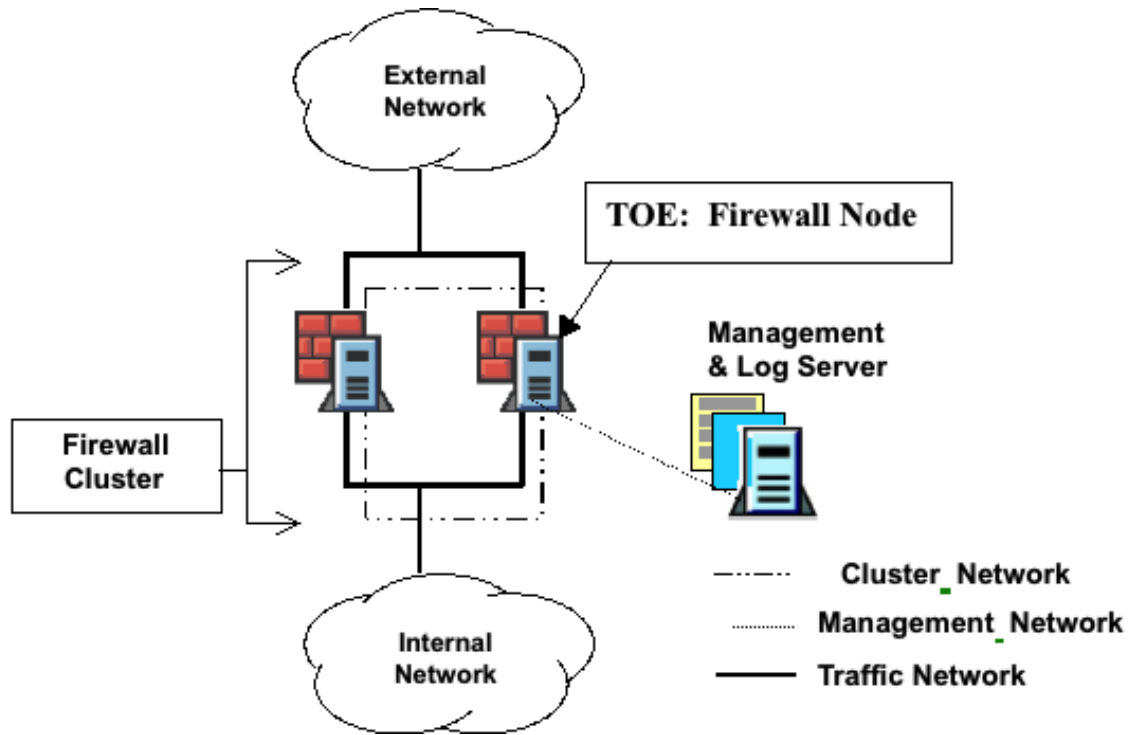 External
Network
TOE:  Firewall Node
Management
& Log Server
Firewall
Cluster
Internal
Network
Cluster_Network
Management_Network
Traffic Network